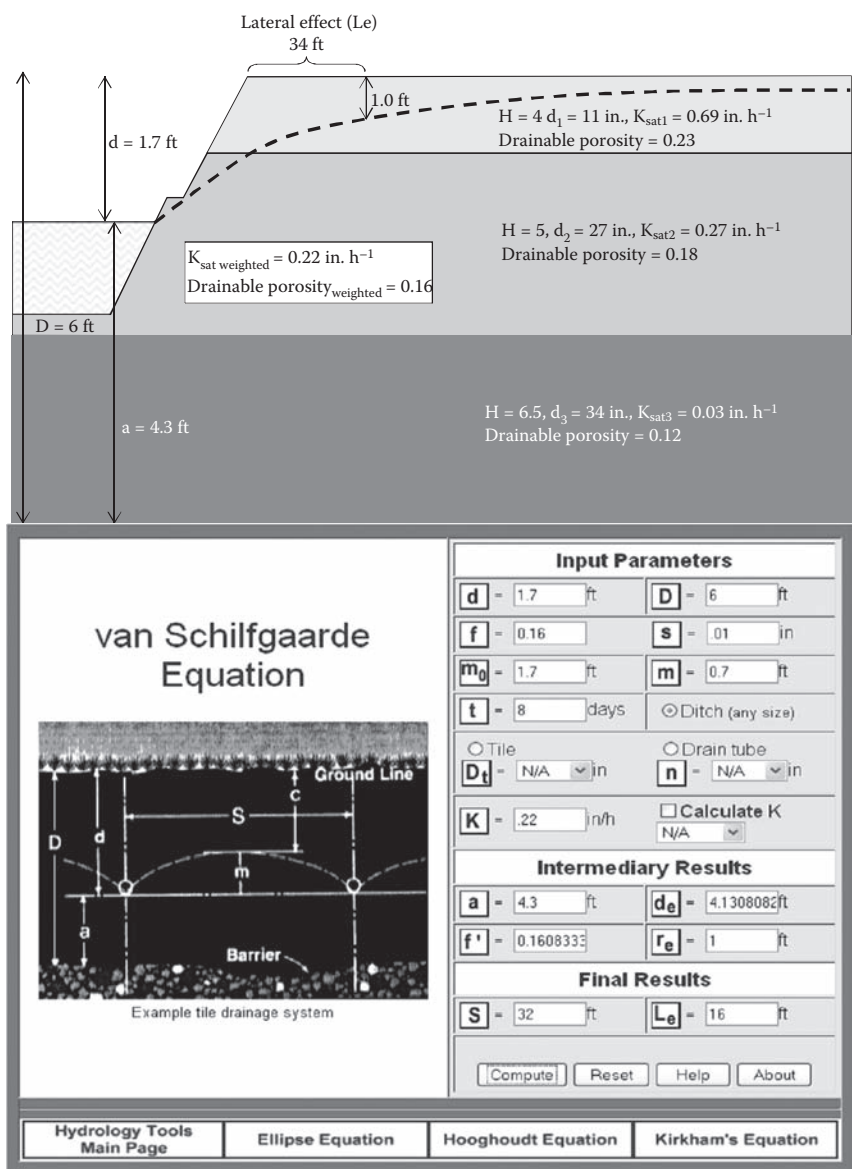 Lateral effect (Le)
34 ft
1.0 ft
d = 1.7 ft
H = 4 d1 = 11 in., Ksat1 = 0.69 in. h−1
Drainable porosity = 0.23
H = 5, d2 = 27 in., Ksat2 = 0.27 in. h−1
Drainable porosity = 0.18
Ksat weighted = 0.22 in. h−1
Drainable porosityweighted = 0.16
D = 6 ft
a = 4.3 ft
H = 6.5, d3 = 34 in., Ksat3 = 0.03 in. h−1
Drainable porosity = 0.12
van Schilfgaarde
Equation
Ground Line
D
d
S
c
m
a
Barrier
Example tile drainage system
Input Parameters
d = 1.7 ft D = 6 ft
f = 0.16 s = .01 in
m0 = 1.7 ft m = 0.7 ft
t = 8 days Ditch (any size)
Tile Drain tube
Dt = N/A in n = N/A in
K = .22 in/h Calculate K
N/A
Intermediary Results
a = 4.3 ft de = 4.1308082 ft
f' = 0.1608333 re = 1 ft
Final Results
S = 32 ft Le = 16 ft
Compute Reset Help About
Hydrology Tools
Main Page
Ellipse Equation
Hooghoudt Equation
Kirkham's Equation